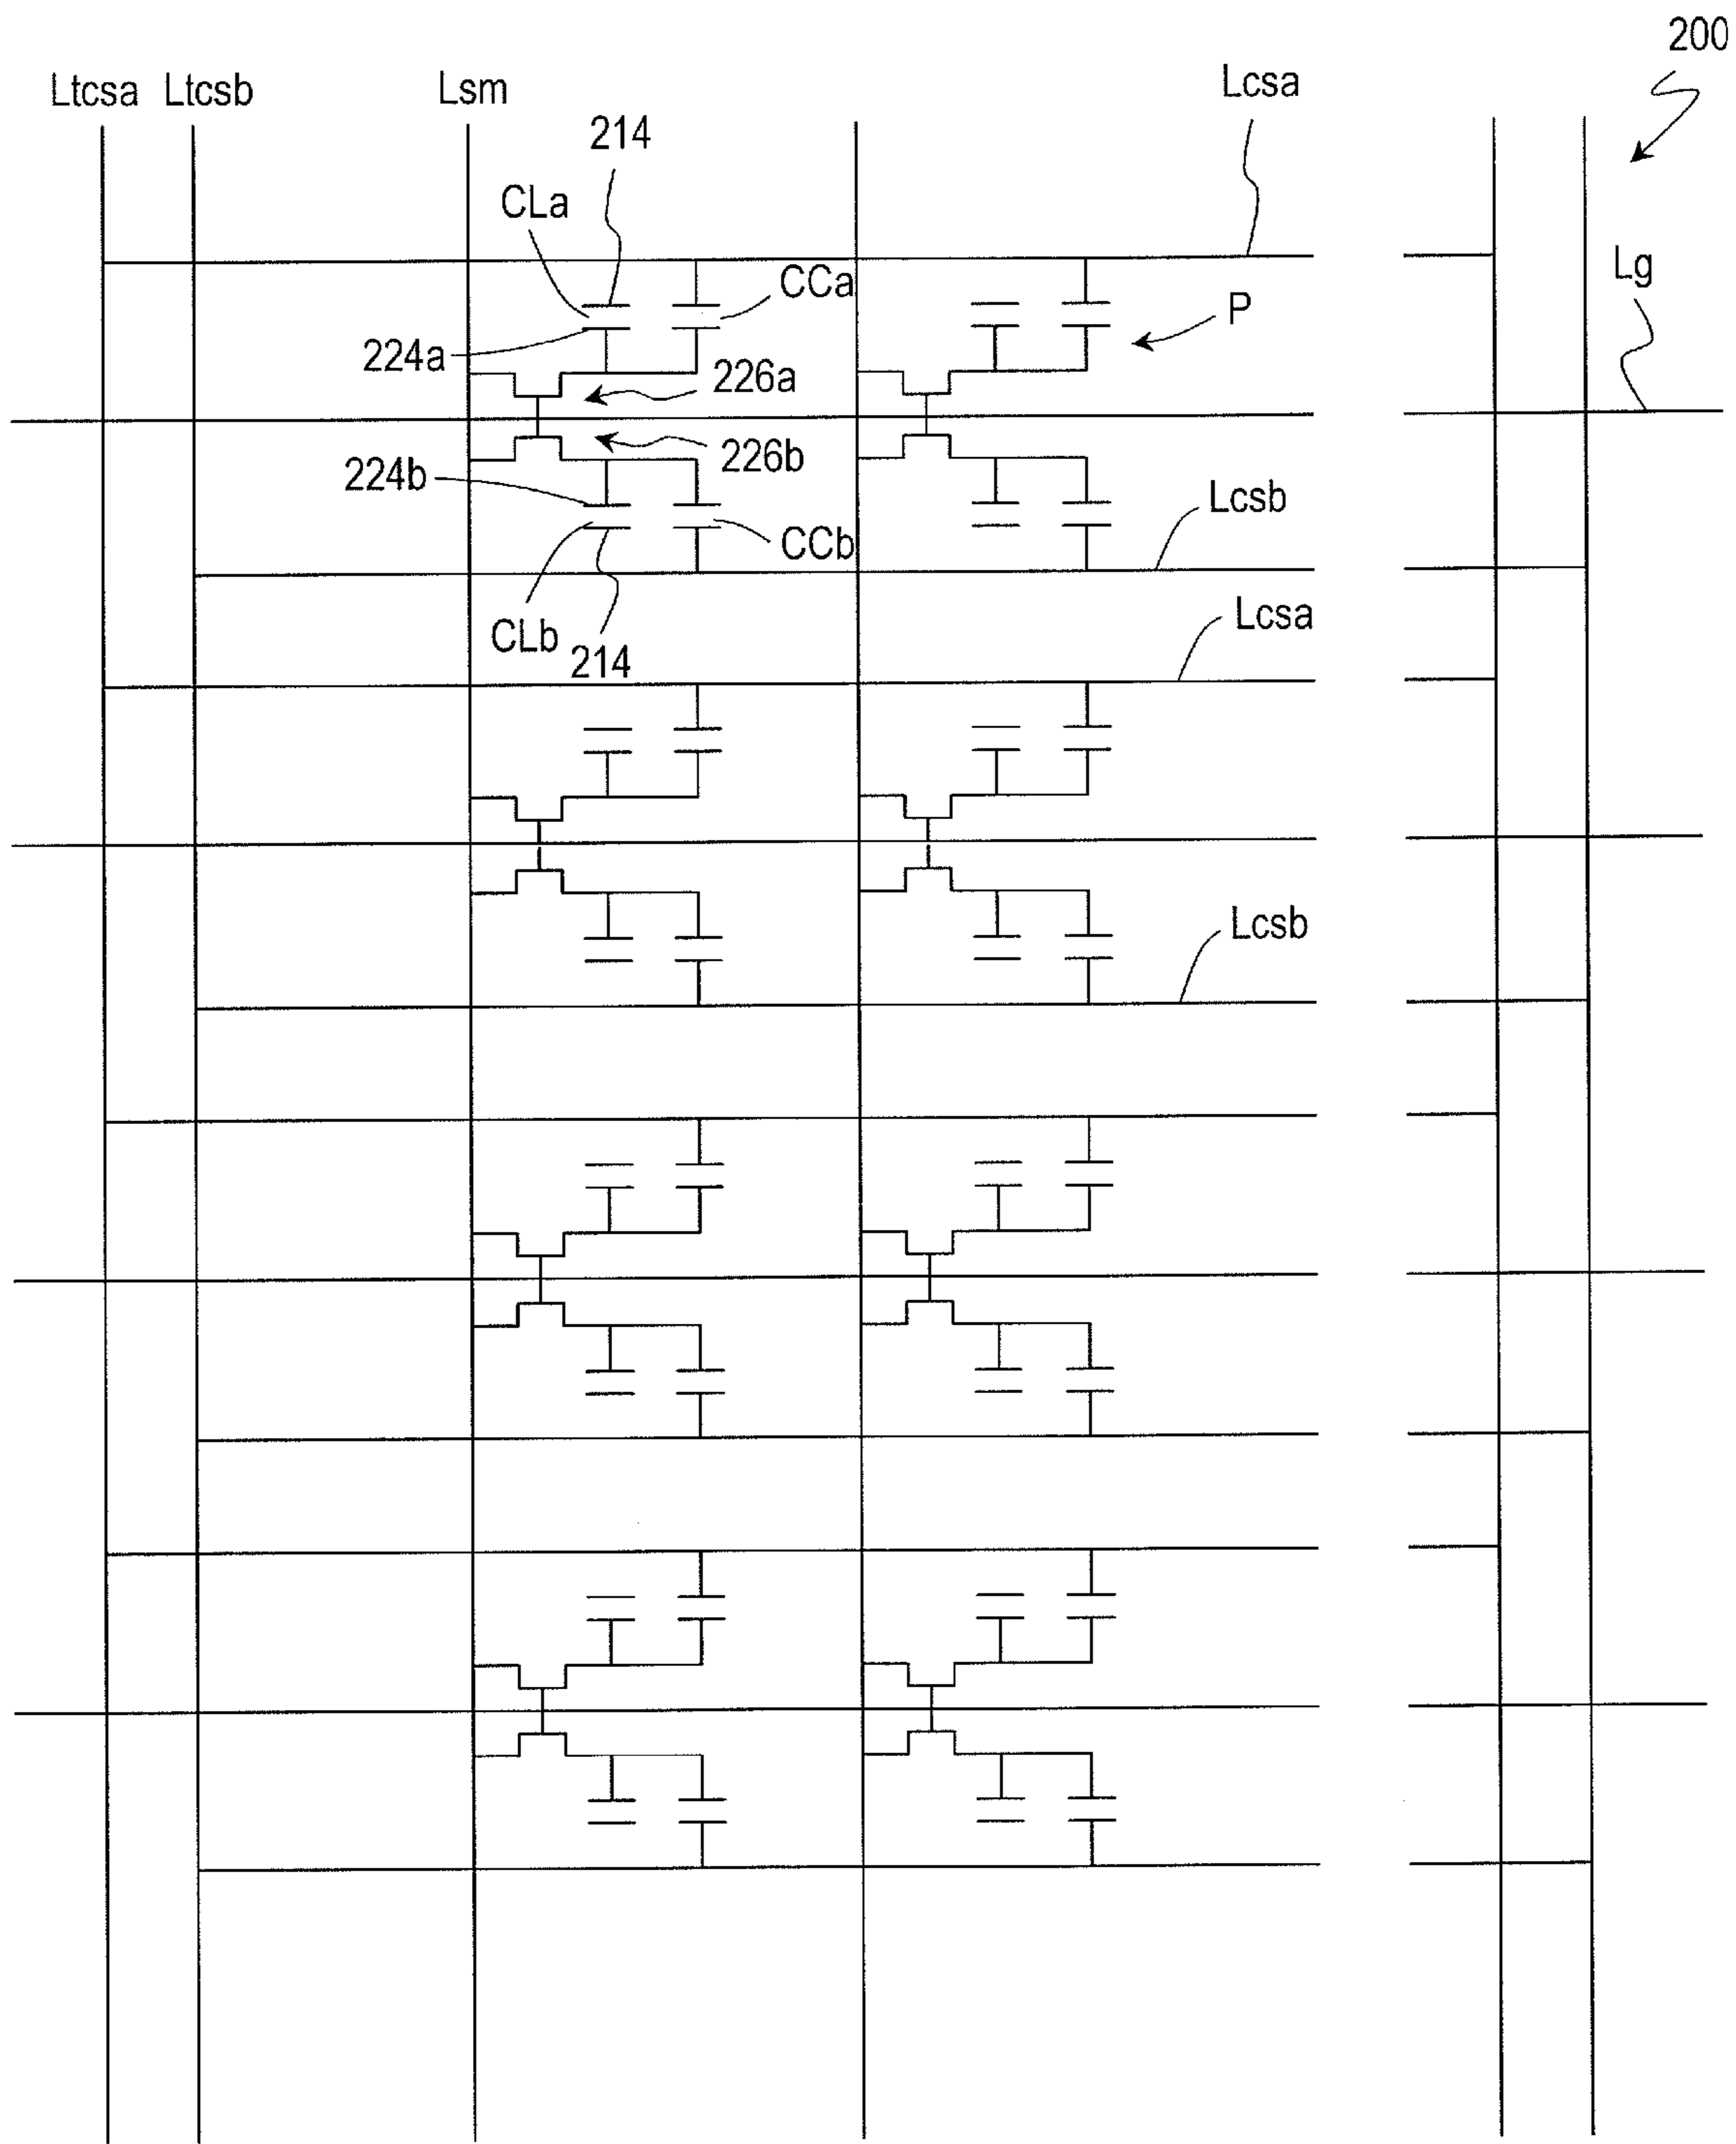 200
Ltcsa Ltcsb Lsm Lcsa
214
CLa
CCa
Lg
P
224a
226a
226b
224b
Lcsb
CCb
CLb
214
Lcsa
Lcsb